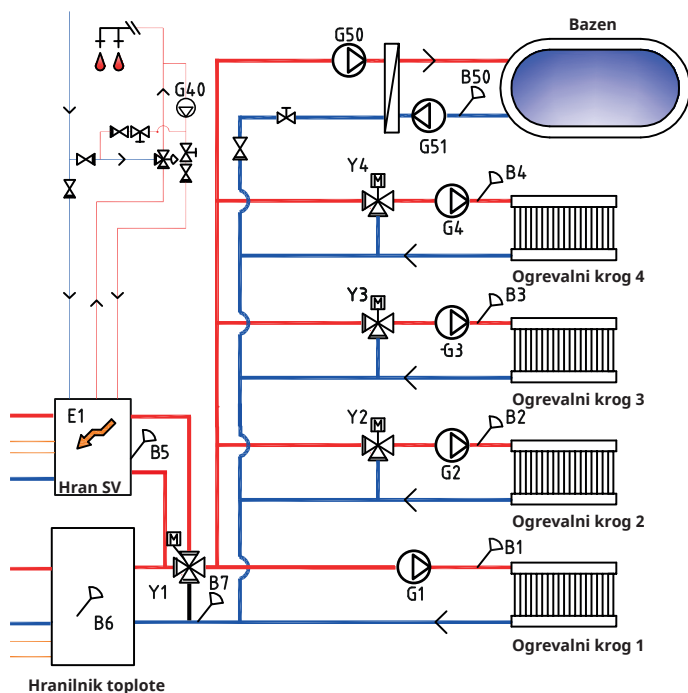 Bazen
G50
B50
G40
G51
Y4
M
B4
G4
Ogrevalni krog 4
Y3
M
B3
-G3
Ogrevalni krog 3
Y2
M
B2
G2
Ogrevalni krog 2
E1
B5
Hran SV
M
Y1
B7
B1
G1
B6
Ogrevalni krog 1
Hranilnik toplote